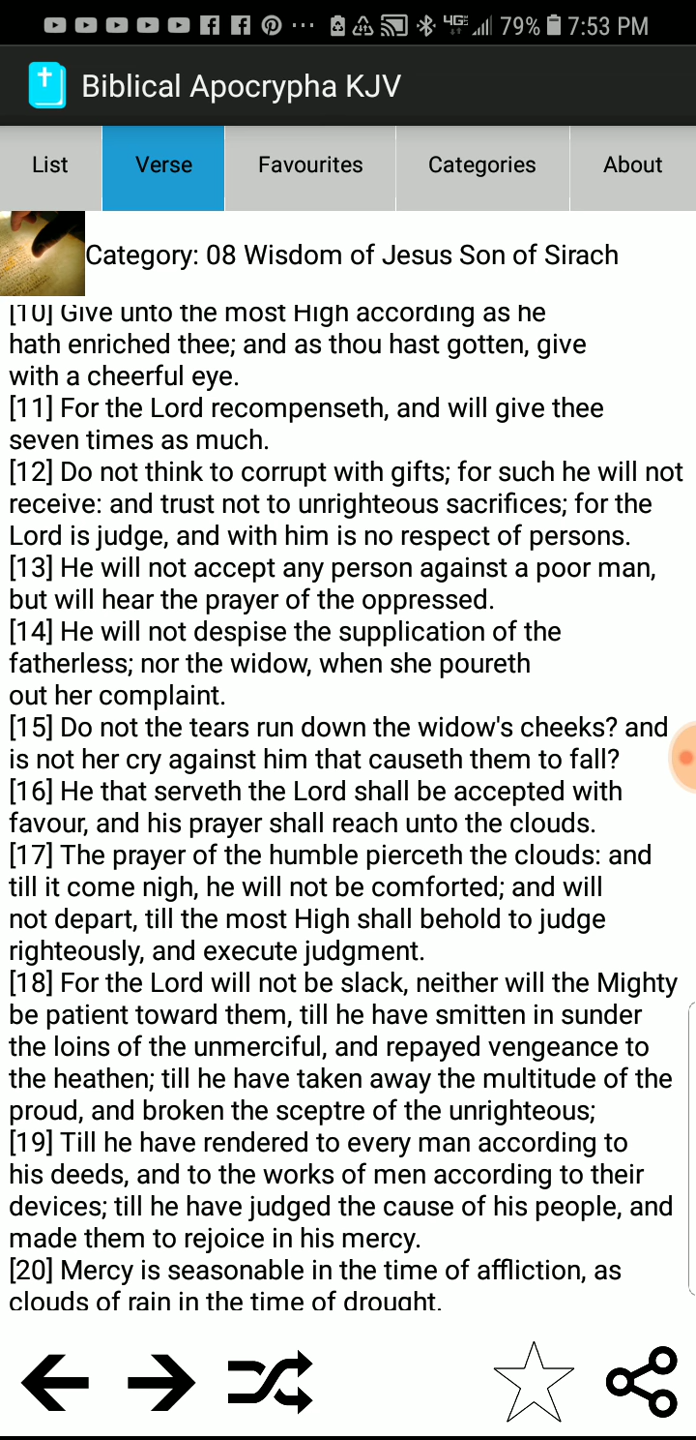 79% 7:53 PM
Biblical Apocrypha KJV
List Verse Favourites Categories About
Category: 08 Wisdom of Jesus Son of Sirach
[10] Give unto the most High according as he
hath enriched thee; and as thou hast gotten, give
with a cheerful eye.
[11] For the Lord recompenseth, and will give thee
seven times as much.
[12] Do not think to corrupt with gifts; for such he will not
receive: and trust not to unrighteous sacrifices; for the
Lord is judge, and with him is no respect of persons.
[13] He will not accept any person against a poor man,
but will hear the prayer of the oppressed.
[14] He will not despise the supplication of the
fatherless; nor the widow, when she poureth
out her complaint.
[15] Do not the tears run down the widow's cheeks? and
is not her cry against him that causeth them to fall?
[16] He that serveth the Lord shall be accepted with
favour, and his prayer shall reach unto the clouds.
[17] The prayer of the humble pierceth the clouds: and
till it come nigh, he will not be comforted; and will
not depart, till the most High shall behold to judge
righteously, and execute judgment.
[18] For the Lord will not be slack, neither will the Mighty
be patient toward them, till he have smitten in sunder
the loins of the unmerciful, and repayed vengeance to
the heathen; till he have taken away the multitude of the
proud, and broken the sceptre of the unrighteous;
[19] Till he have rendered to every man according to
his deeds, and to the works of men according to their
devices; till he have judged the cause of his people, and
made them to rejoice in his mercy.
[20] Mercy is seasonable in the time of affliction, as
clouds of rain in the time of drought.